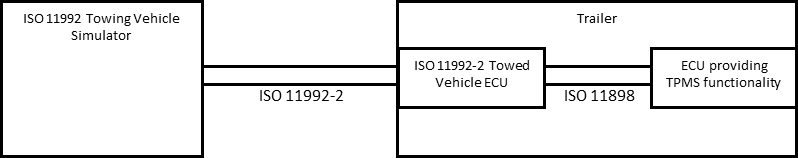 ISO 11992 Towing Vehicle
Simulator
Trailer
ISO 11992-2 Towed
Vehicle ECU
ECU providing
TPMS functionality
ISO 11992-2
ISO 11898